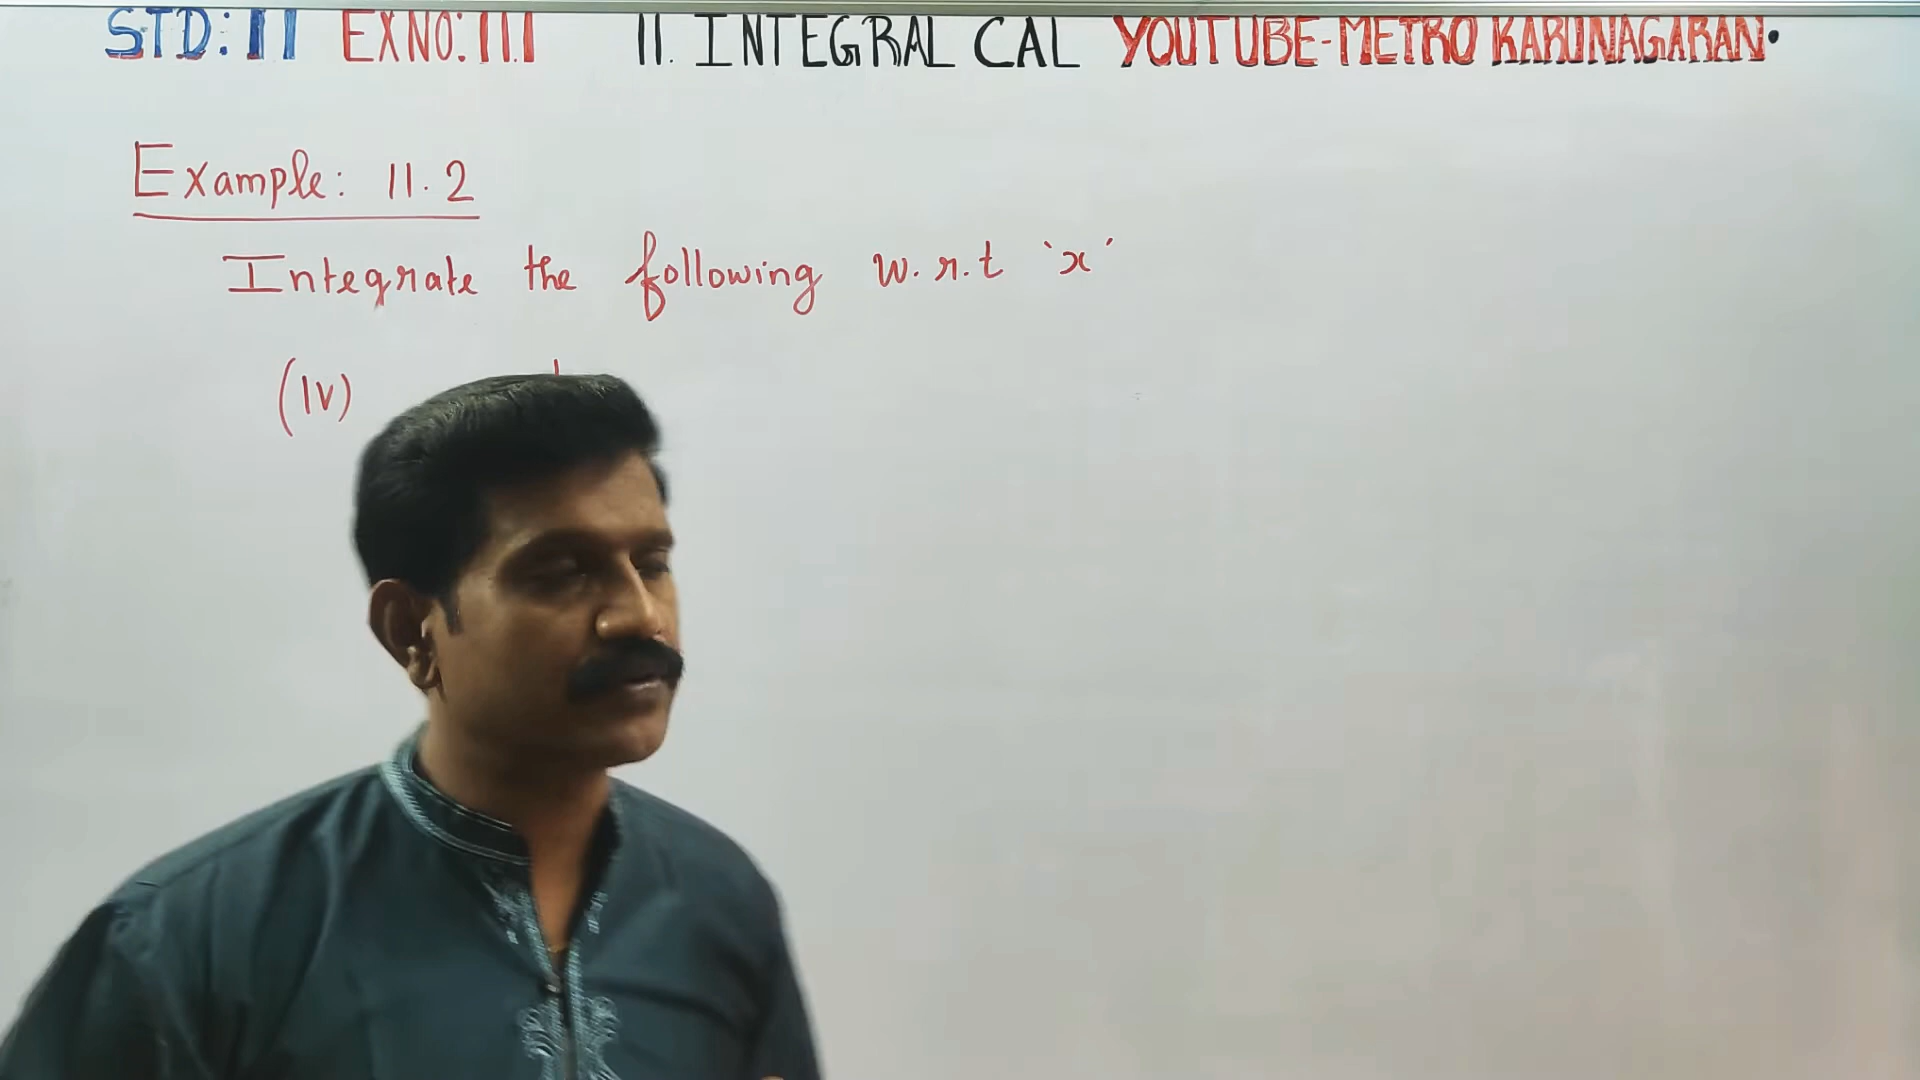 STD: 11 EXNO: 11.1 11. INTEGRAL CAL YOUTUBE-METRO KARUNAGARAN.
Example: 11.2
Integrate the following w.r.t 'x'
(iv)